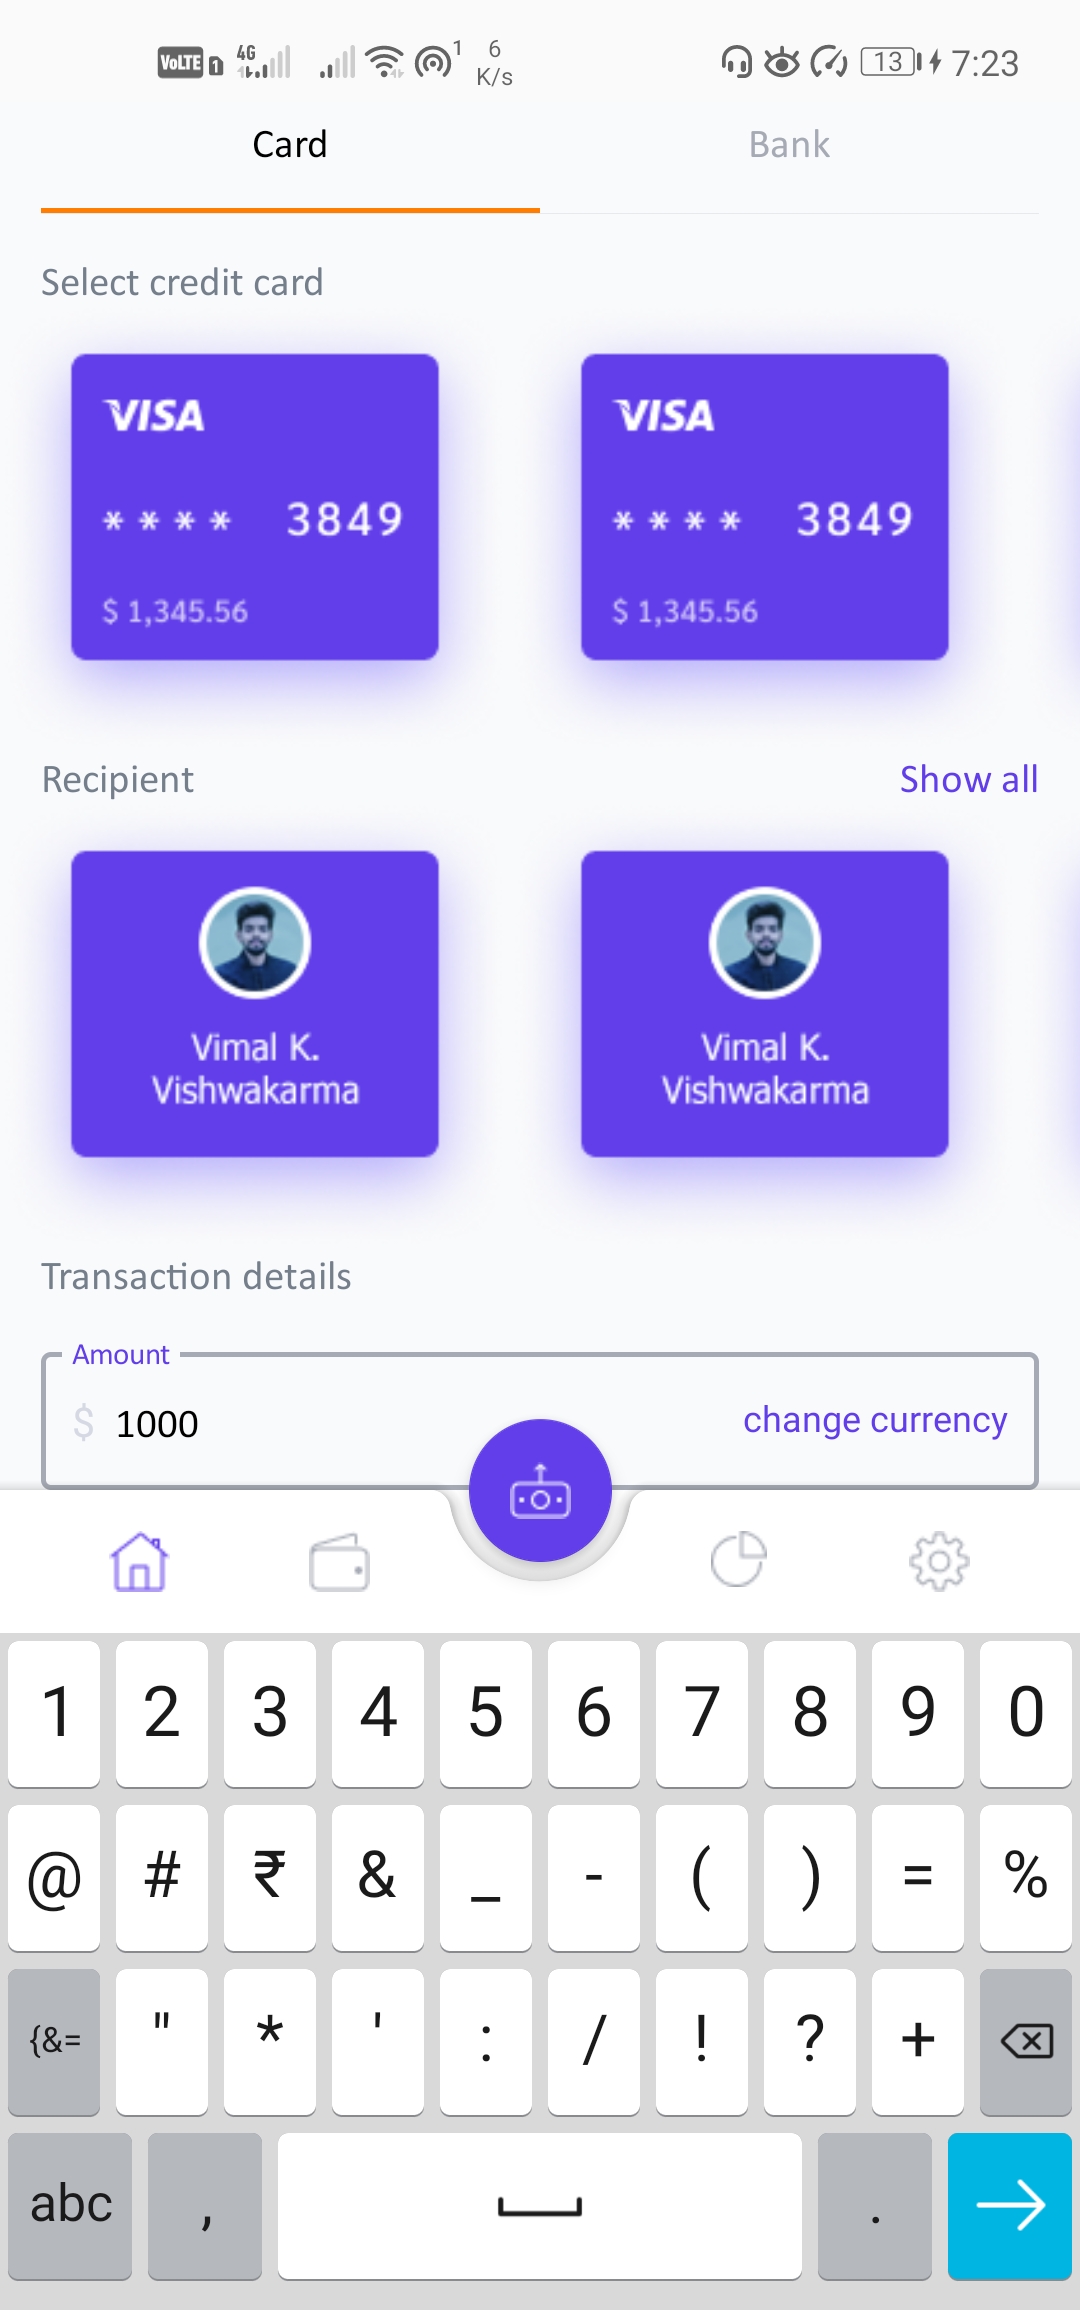 VoLTE 1 4G 1 6 K/s 13 7:23
Card Bank
Select credit card
VISA VISA
**** 3849 **** 3849
$ 1,345.56 $ 1,345.56
Recipient Show all
Vimal K. Vimal K.
Vishwakarma Vishwakarma
Transaction details
Amount
$ 1000 change currency
1 2 3 4 5 6 7 8 9 0
@ # ₹ & _ - ( ) = %
{&= " * ' : / ! ? +
abc , .